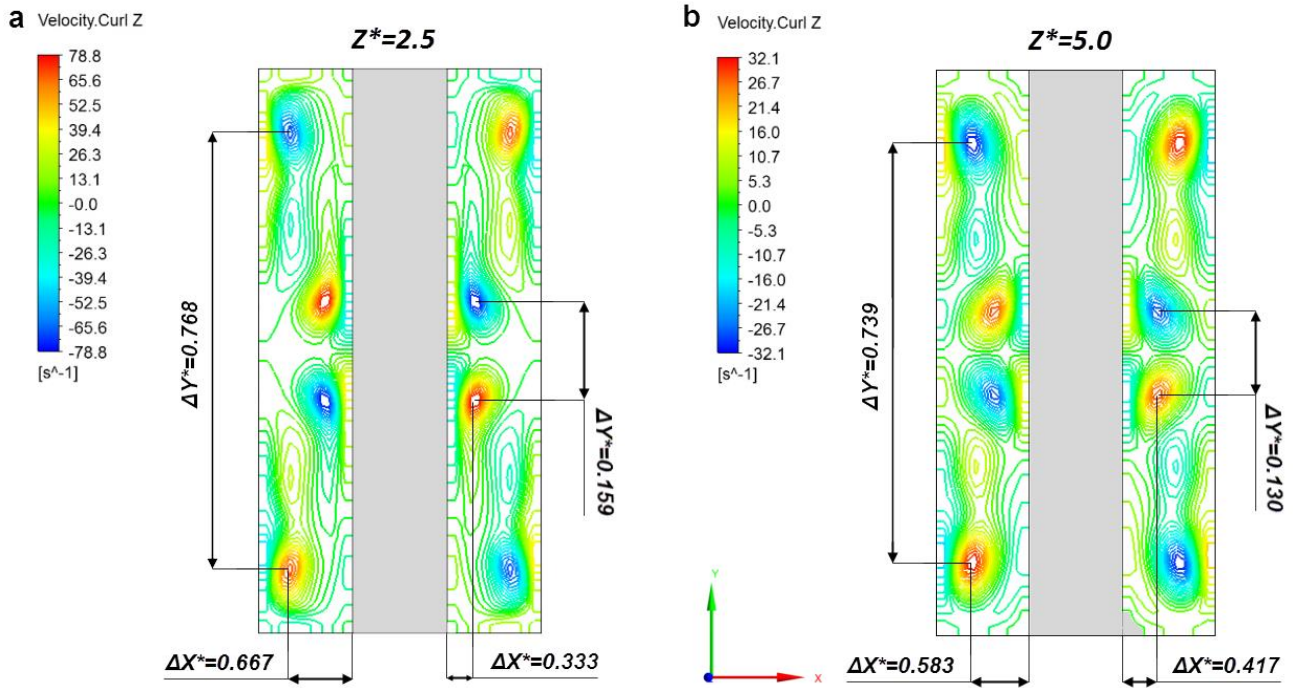 a
Velocity.Curl Z
78.8
65.6
52.5
39.4
26.3
13.1
-0.0
-13.1
-26.3
-39.4
-52.5
-65.6
-78.8
[s^-1]
Z*=2.5
ΔY*=0.768
ΔY*=0.159
ΔX*=0.667
ΔX*=0.333
b
Velocity.Curl Z
32.1
26.7
21.4
16.0
10.7
5.3
0.0
-5.3
-10.7
-16.0
-21.4
-26.7
-32.1
[s^-1]
Z*=5.0
ΔY*=0.739
ΔY*=0.130
Y
X
ΔX*=0.583
ΔX*=0.417